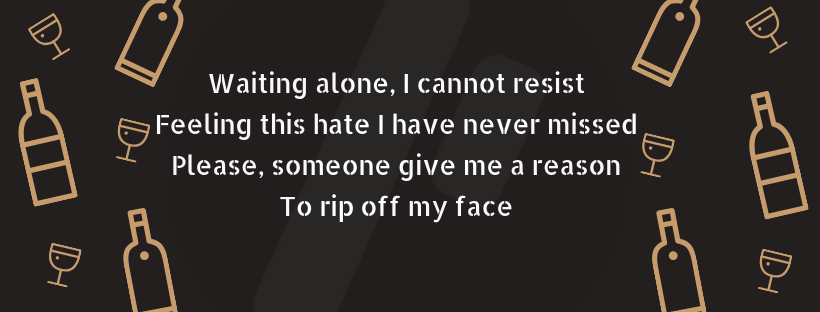 Waiting alone, I cannot resist
Feeling this hate I have never missed
Please, someone give me a reason
To rip off my face